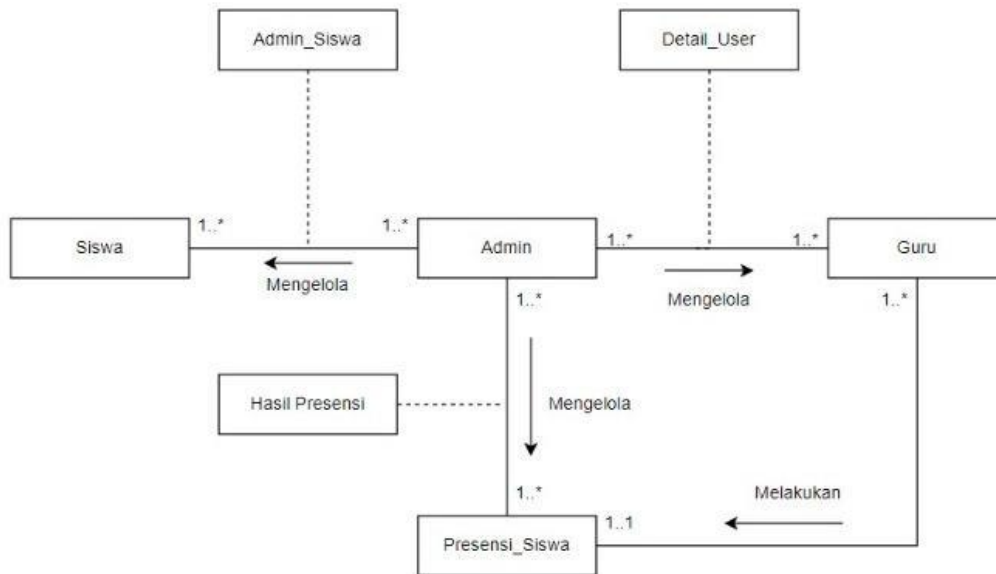 Admin_Siswa
Detail_User
1..*
1..*
Siswa
Admin
1..*
1..*
Guru
Mengelola
Mengelola
1..*
1..*
Hasil Presensi
Mengelola
1..*
Melakukan
1..1
Presensi_Siswa